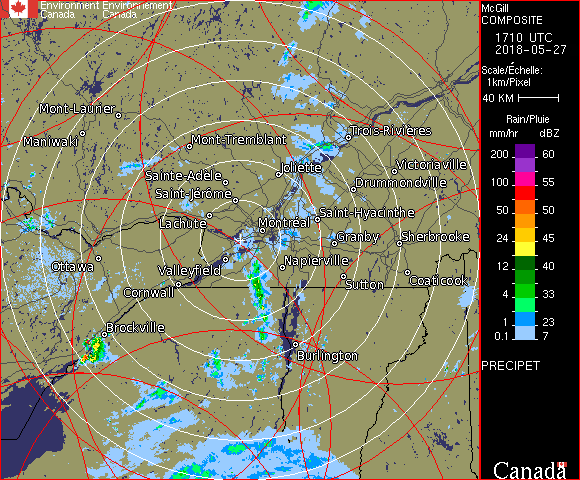 Environment Environnement
Canada Canada
McGill
COMPOSITE
1710 UTC
2018-05-27
Scale/Échelle:
1km/Pixel
40 KM
Rain/Pluie
mm/hr dBZ
200 60
100 55
50 50
24 45
12 40
4 33
1 23
0.1 7
PRECIPET
Canada
Mont-Laurier
Maniwaki
Mont-Tremblant
Trois-Rivières
Joliette
Victoriaville
Sainte-Adèle
Drummondville
Saint-Jérôme
Lachute
Saint-Hyacinthe
Montréal
Granby
Sherbrooke
Ottawa
Valleyfield
Napierville
Cornwall
Sutton
Coaticook
Brockville
Burlington